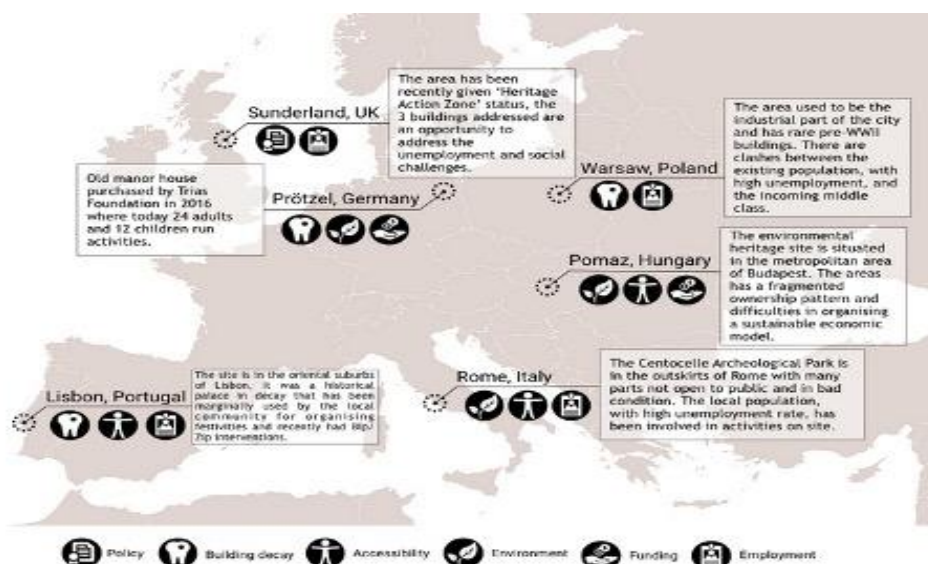 Sunderland, UK
The area has been
recently given 'Heritage
Action Zone' status, the
3 buildings addressed are
an opportunity to
address the
unemployment and social
challenges.
Old manor house
purchased by Trias
Foundation in 2016
where today 24 adults
and 12 children run
activities.
Prötzel, Germany
Warsaw, Poland
The area used to be the
industrial part of the city
and has rare pre-WWII
buildings. There are
clashes between the
existing population, with
high unemployment, and
the incoming middle
class.
Pomaz, Hungary
The environmental
heritage site is situated
in the metropolitan area
of Budapest. The areas
has a fragmented
ownership pattern and
difficulties in organising
a sustainable economic
model.
Lisbon, Portugal
The site is in the oriental suburbs
of Lisbon, it was a historical
palace in decay that has been
marginally used by the local
community for organising
festivities and recently had Bip/
Zip interventions.
Rome, Italy
The Centocelle Archeological Park is
in the outskirts of Rome with many
parts not open to public and in bad
condition. The local population,
with high unemployment rate, has
been involved in activities on site.
Policy
Building decay
Accessibility
Environment
Funding
Employment